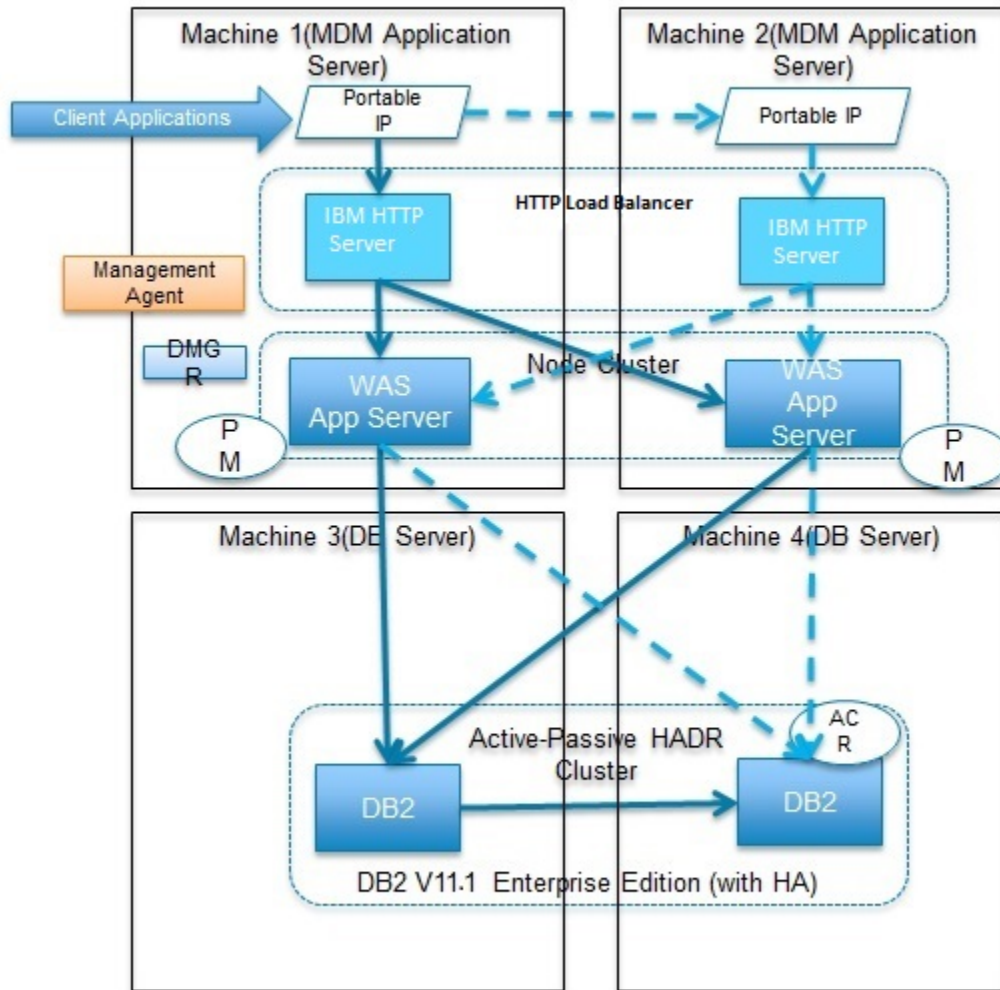 Machine 1(MDM Application
Server)
Machine 2(MDM Application
Server)
Client Applications
Portable
IP
Portable IP
HTTP Load Balancer
IBM HTTP
Server
IBM HTTP
Server
Management
Agent
DMG
R
Node Cluster
WAS
App Server
WAS
App
Server
P
M
P
M
Machine 3(DB Server)
Machine 4(DB Server)
AC
R
Active-Passive HADR
Cluster
DB2
DB2
DB2 V11.1 Enterprise Edition (with HA)